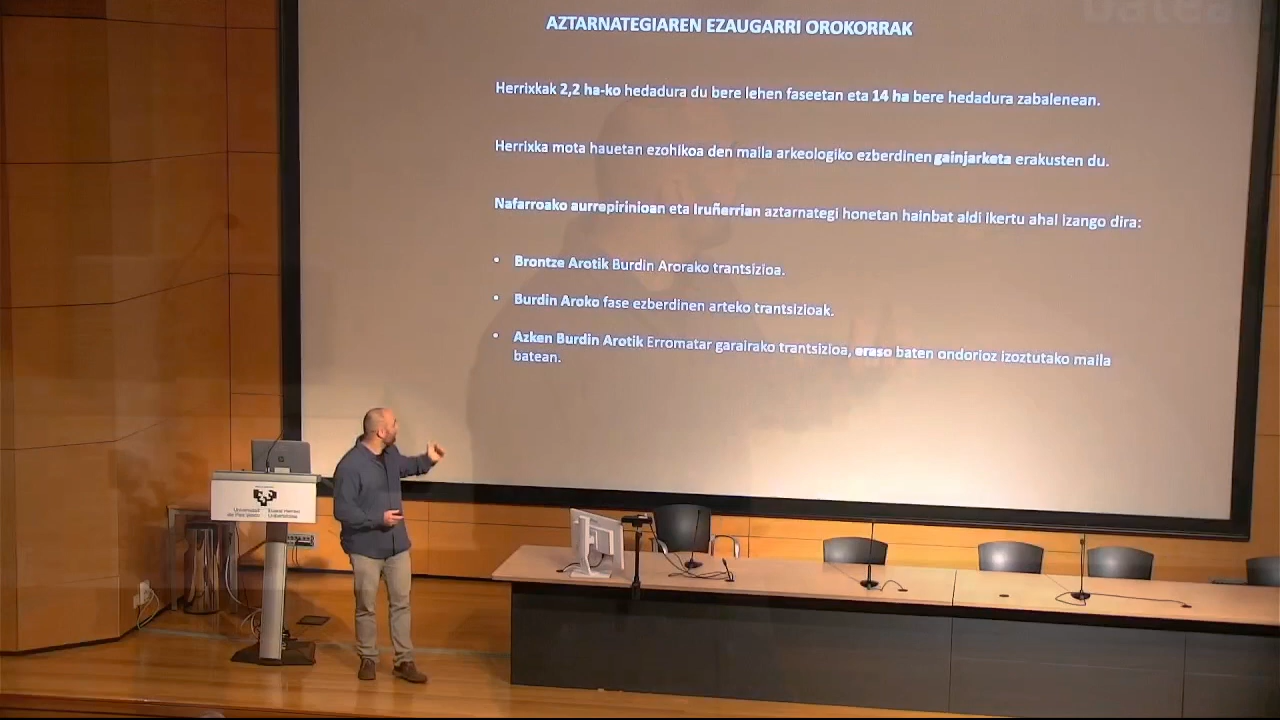 AZTARNATEGIAREN EZAUGARRI OROKORRAK
Herrixkak 2,2 ha-ko hedadura du bere lehen faseetan eta 14 ha bere hedadura zabalenean.
Herrixka mota hauetan ezohikoa den maila arkeologiko ezberdinen gainjarketa erakusten du.
Nafarroako aurrepirinioan eta Iruñerrian aztarnategi honetan hainbat aldi ikertu ahal izango dira:
• Brontze Arotik Burdin Arorako trantsizioa.
• Burdin Aroko fase ezberdinen arteko trantsizioak.
• Azken Burdin Arotik Erromatar garairako trantsizioa, eraso baten ondorioz izoztutako maila
batean.
Universidad Euskal Herriko
del País Vasco Unibertsitatea